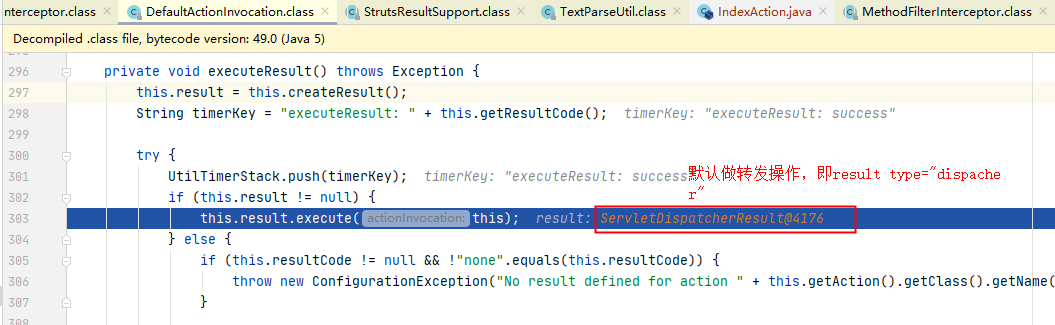 nterceptor.class DefaultActionInvocation.class StrutsResultSupport.class TextParseUtil.class IndexAction.java MethodFilterInterceptor.class
Decompiled .class file, bytecode version: 49.0 (Java 5)
296 private void executeResult() throws Exception {
297 this.result = this.createResult();
298 String timerKey = "executeResult: " + this.getResultCode(); timerKey: "executeResult: success"
299
300 try {
301 UtilTimerStack.push(timerKey); timerKey: "executeResult: success
默认做转发操作，即result type="dispache
r"
302 if (this.result != null) {
303 this.result.execute( actionInvocation: this); result: ServletDispatcherResult@4176
304 } else {
305 if (this.resultCode != null && !"none".equals(this.resultCode)) {
306 throw new ConfigurationException("No result defined for action " + this.getAction().getClass().getName(
307 }
308